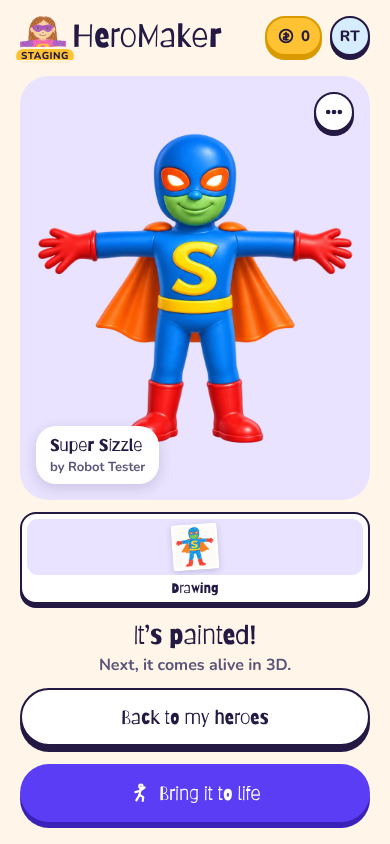 HeroMaker
STAGING
0
RT
S
Super Sizzle
by Robot Tester
S
Drawing
It's painted!
Next, it comes alive in 3D.
Back to my heroes
Bring it to life